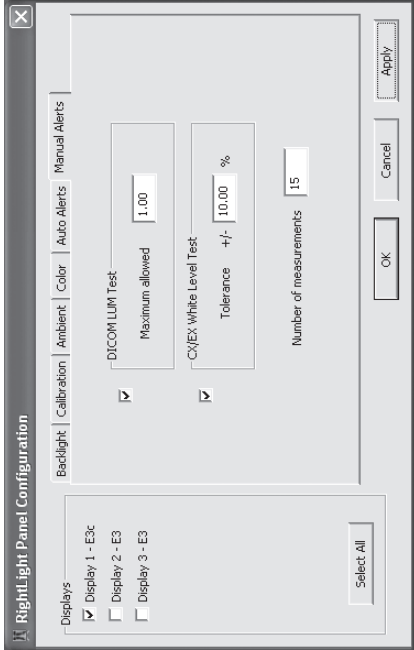 RightLight Panel Configuration
Displays
Display 1 - E3c
Display 2 - E3
Display 3 - E3
Select All
Backlight Calibration Ambient Color Auto Alerts Manual Alerts
DICOM LUM Test
Maximum allowed 1.00
CX/EX White Level Test
Tolerance +/- 10.00 %
Number of measurements 15
OK Cancel Apply